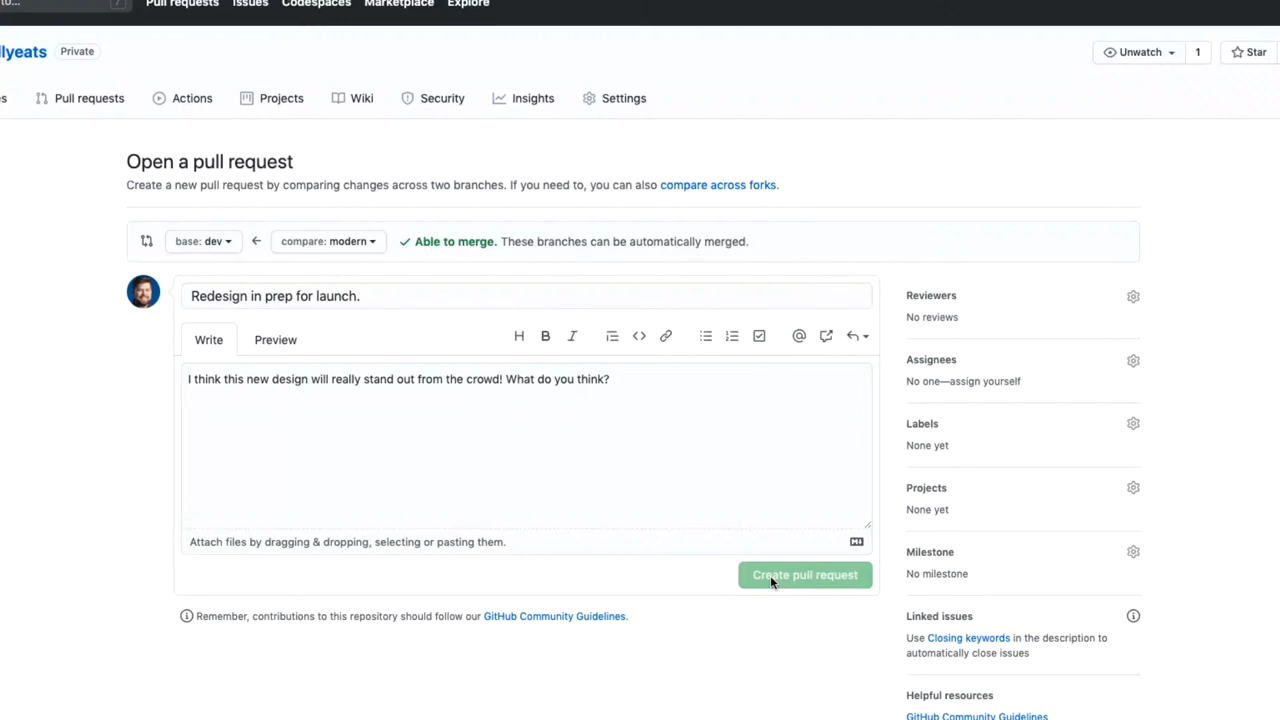 to... /
Pull requests Issues Codespaces Marketplace Explore
llyeats Private
Unwatch 1 Star
es Pull requests Actions Projects Wiki Security Insights Settings
Open a pull request
Create a new pull request by comparing changes across two branches. If you need to, you can also compare across forks.
base: dev compare: modern Able to merge. These branches can be automatically merged.
Redesign in prep for launch.
Write Preview
H B I
I think this new design will really stand out from the crowd! What do you think?
Attach files by dragging & dropping, selecting or pasting them.
Create pull request
Remember, contributions to this repository should follow our GitHub Community Guidelines.
Reviewers
No reviews
Assignees
No one—assign yourself
Labels
None yet
Projects
None yet
Milestone
No milestone
Linked issues
Use Closing keywords in the description to
automatically close issues
Helpful resources
GitHub Community Guidelines